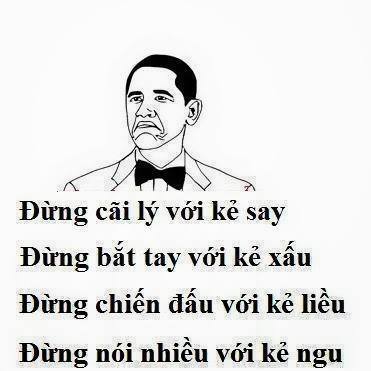 Đừng cãi lý với kẻ say
Đừng bắt tay với kẻ xấu
Đừng chiến đấu với kẻ liều
Đừng nói nhiều với kẻ ngu